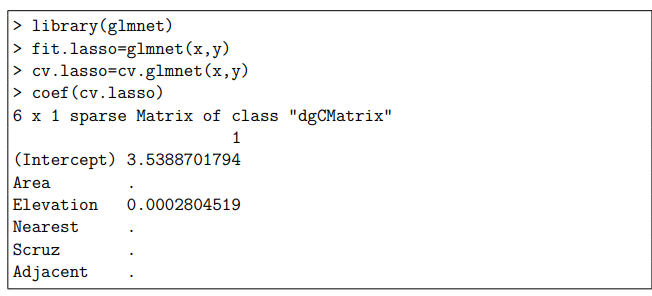 > library(glmnet)
> fit.lasso=glmnet(x,y)
> cv.lasso=cv.glmnet(x,y)
> coef(cv.lasso)
6 x 1 sparse Matrix of class "dgCMatrix"
1
(Intercept) 3.5388701794
Area .
Elevation 0.0002804519
Nearest .
Scruz .
Adjacent .